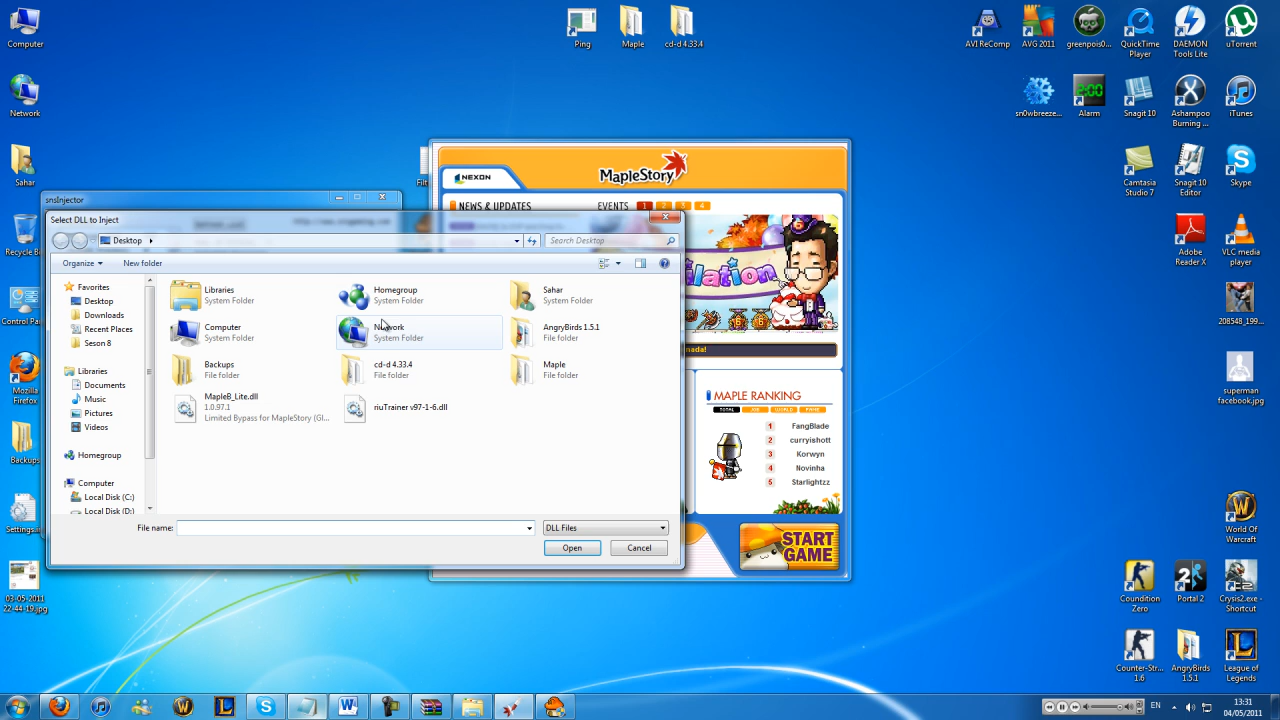 Computer
Network
Sahar
Recycle Bi
Control Pan
Mozilla
Firefox
Backups
Settings.i
03-05-2011
22-44-19.jpg
Ping
Maple
cd-d 4.33.4
AVI ReComp
AVG 2011
greenpois0...
QuickTime
Player
DAEMON
Tools Lite
uTorrent
sn0wbreeze...
Alarm
Snagit 10
Ashampoo
Burning ...
iTunes
Camtasia
Studio 7
Snagit 10
Editor
Skype
Adobe
Reader X
VLC media
player
208548_199...
superman
facebook.jpg
World Of
Warcraft
Coundition
Zero
Portal 2
Crysis2.exe -
Shortcut
Counter-Str...
1.6
AngryBirds
1.5.1
League of
Legends
NEXON
MapleStory
NEWS & UPDATES
EVENTS 1 2 3 4
MAPLE RANKING
1 FangBlade
2 curryishott
3 Korwyn
4 Novinha
5 Starlightzz
START
GAME
snsInjector
Select DLL to Inject
Desktop
Search Desktop
Organize
New folder
Favorites
Desktop
Downloads
Recent Places
Seson 8
Libraries
Documents
Music
Pictures
Videos
Homegroup
Computer
Local Disk (C:)
Local Disk (D:)
Libraries
System Folder
Homegroup
System Folder
Sahar
System Folder
Computer
System Folder
Network
System Folder
AngryBirds 1.5.1
File folder
Backups
File folder
cd-d 4.33.4
File folder
Maple
File folder
MapleB_Lite.dll
1.0.97.1
Limited Bypass for MapleStory (Gl...
riuTrainer v97-1-6.dll
File name:
DLL Files
Open
Cancel
EN
13:31
04/05/2011